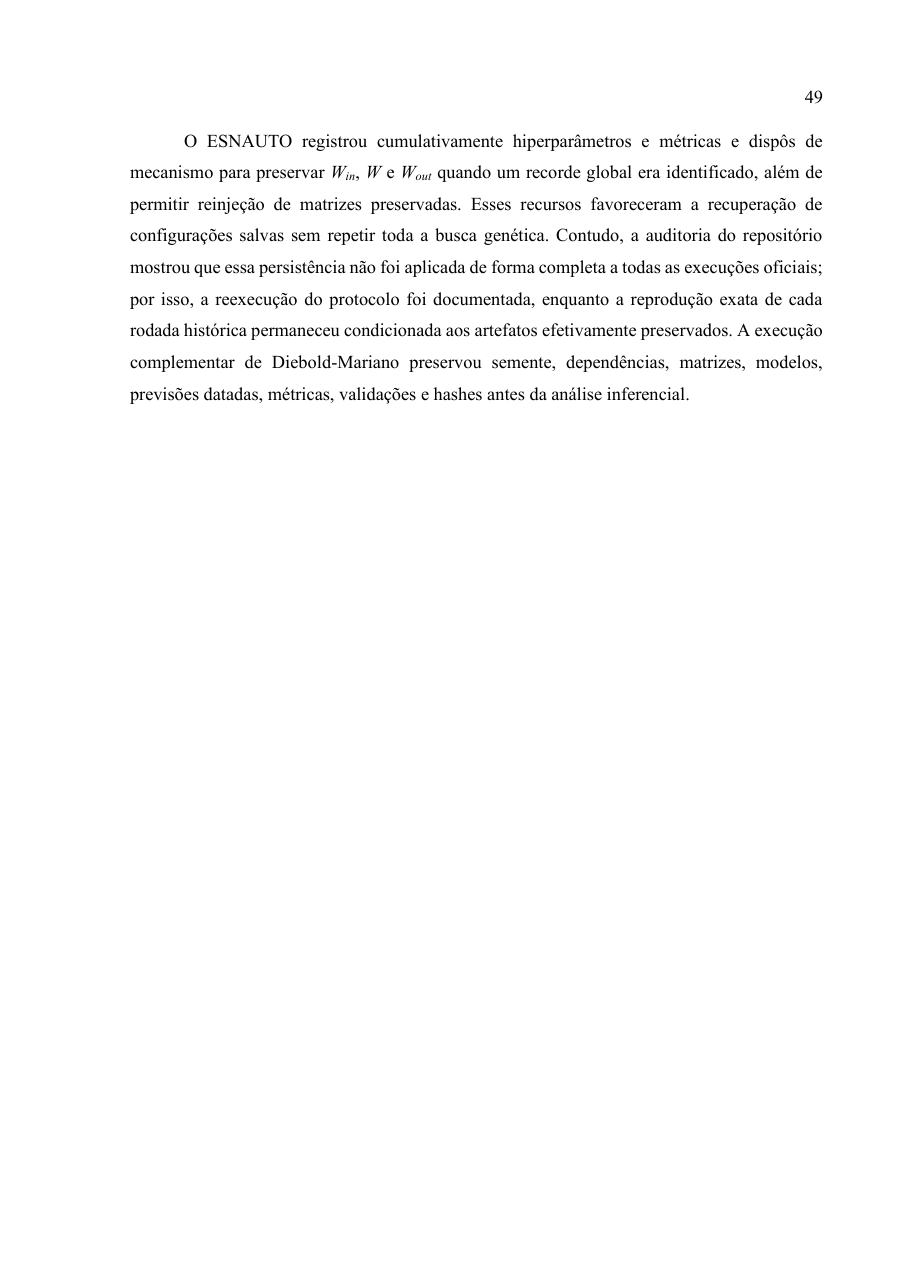 49
O ESNAUTO registrou cumulativamente hiperparâmetros e métricas e dispôs de
mecanismo para preservar Win, W e Wout quando um recorde global era identificado, além de
permitir reinjeção de matrizes preservadas. Esses recursos favoreceram a recuperação de
configurações salvas sem repetir toda a busca genética. Contudo, a auditoria do repositório
mostrou que essa persistência não foi aplicada de forma completa a todas as execuções oficiais;
por isso, a reexecução do protocolo foi documentada, enquanto a reprodução exata de cada
rodada histórica permaneceu condicionada aos artefatos efetivamente preservados. A execução
complementar de Diebold-Mariano preservou semente, dependências, matrizes, modelos,
previsões datadas, métricas, validações e hashes antes da análise inferencial.